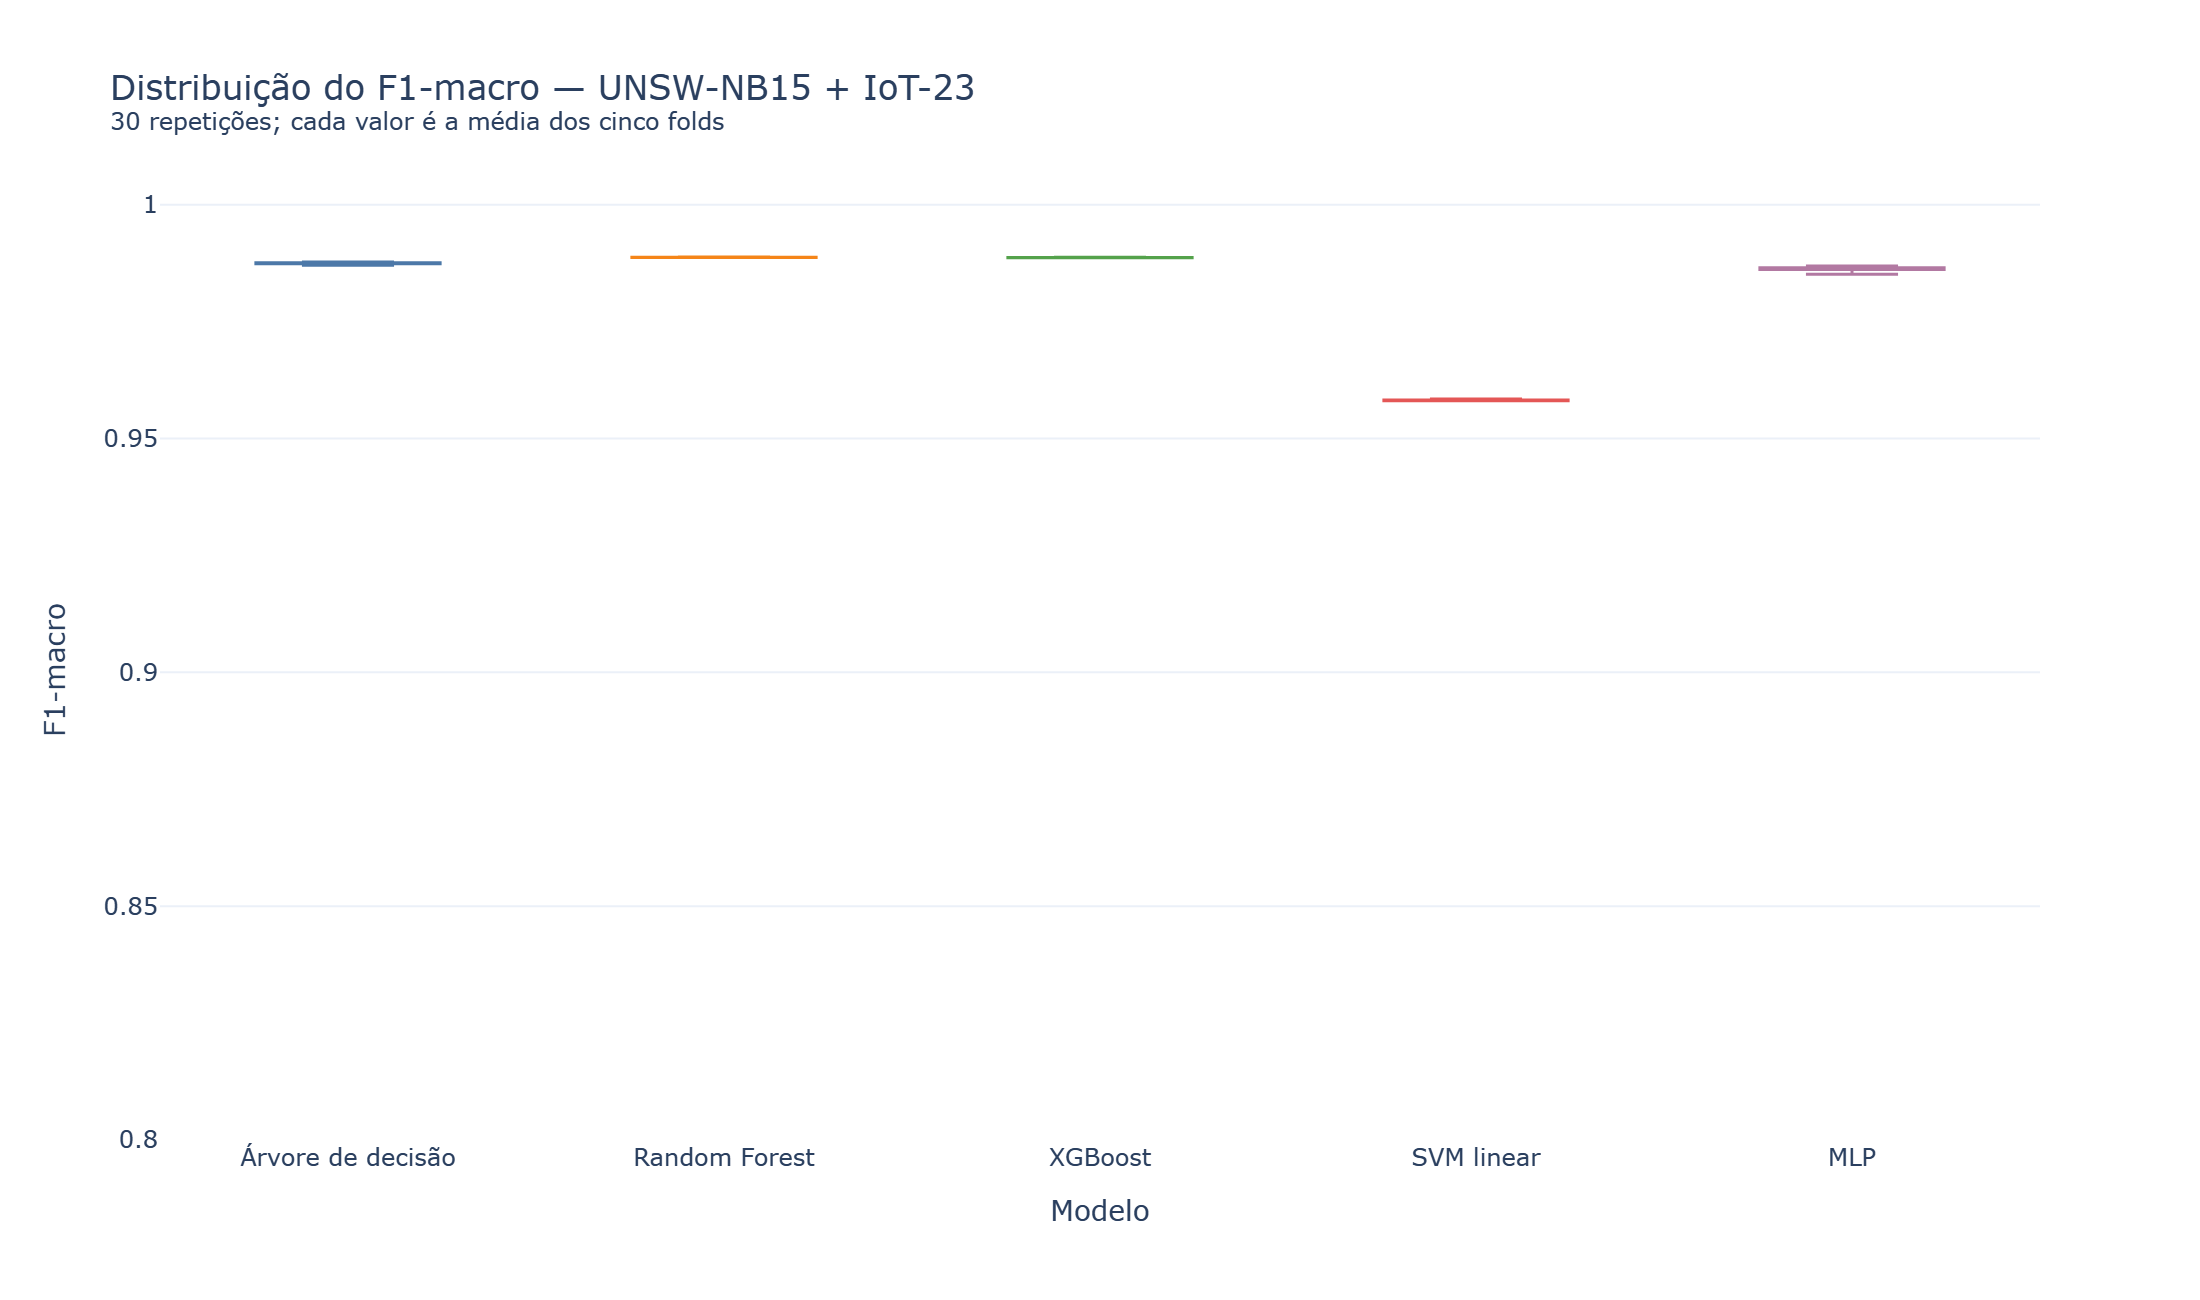 Distribuição do F1-macro — UNSW-NB15 + IoT-23
30 repetições; cada valor é a média dos cinco folds
1
0.95
0.9
0.85
0.8
F1-macro
Árvore de decisão
Random Forest
XGBoost
SVM linear
MLP
Modelo